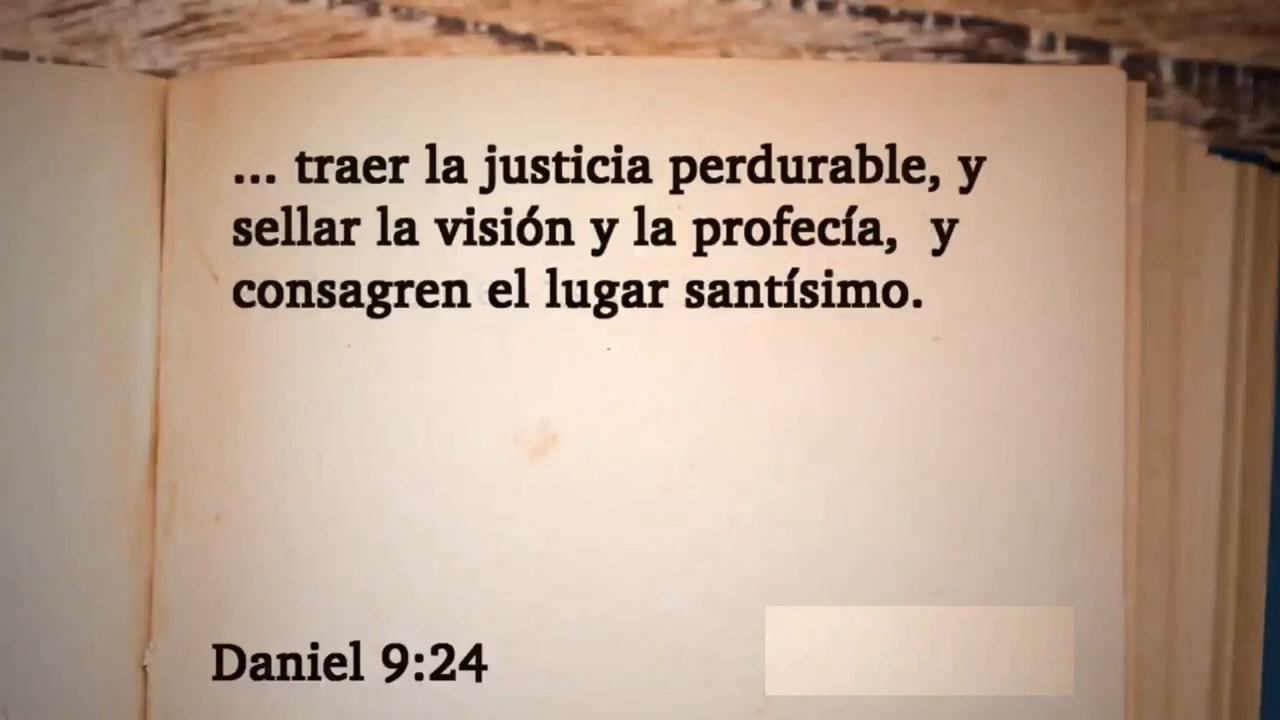 ... traer la justicia perdurable, y
sellar la visión y la profecía,  y
consagren el lugar santísimo.
Daniel 9:24